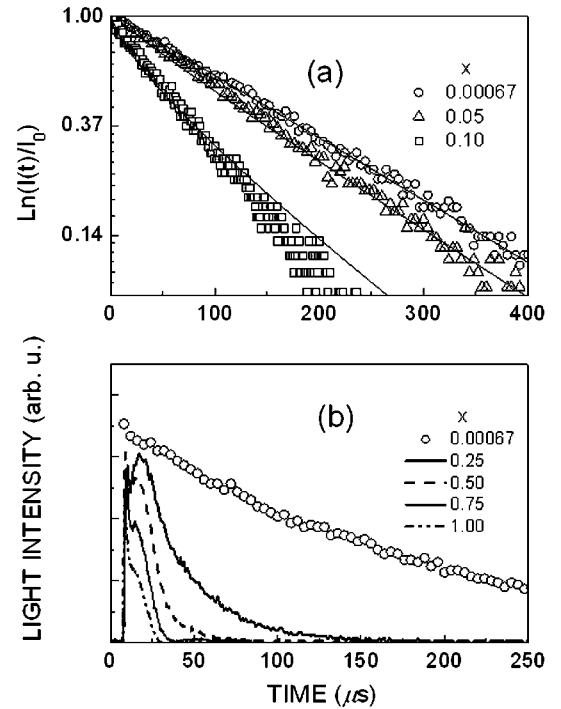 1.00
(a)
X
0.00067
0.05
0.10
0.37
0.14
Ln(I(t)/I0)
0 100 200 300 400
(b)
X
0.00067
0.25
0.50
0.75
1.00
LIGHT INTENSITY (arb. u.)
0 50 100 150 200 250
TIME (μs)